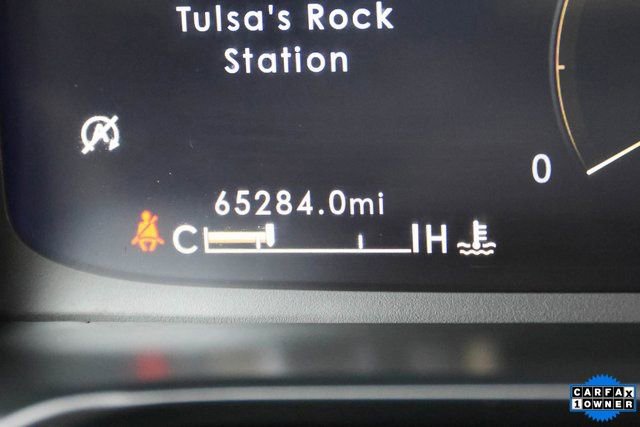 Tulsa's Rock
Station
A
0
65284.0mi
C H
CARFAX
1 OWNER